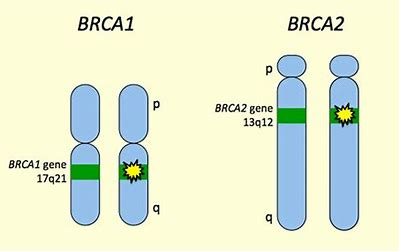 BRCA1
BRCA2
p
BRCA1 gene
17q21
q
p
BRCA2 gene
13q12
q